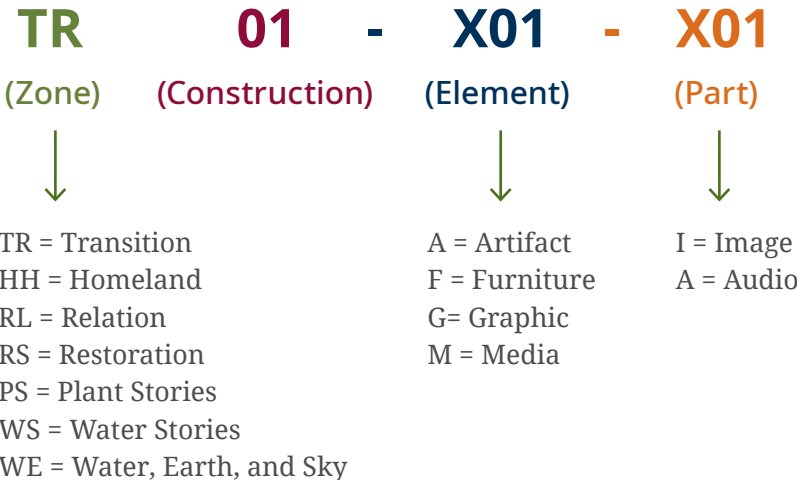 TR 01 - X01 - X01
(Zone) (Construction) (Element) (Part)
TR = Transition
HH = Homeland
RL = Relation
RS = Restoration
PS = Plant Stories
WS = Water Stories
WE = Water, Earth, and Sky
A = Artifact
F = Furniture
G= Graphic
M = Media
I = Image
A = Audio